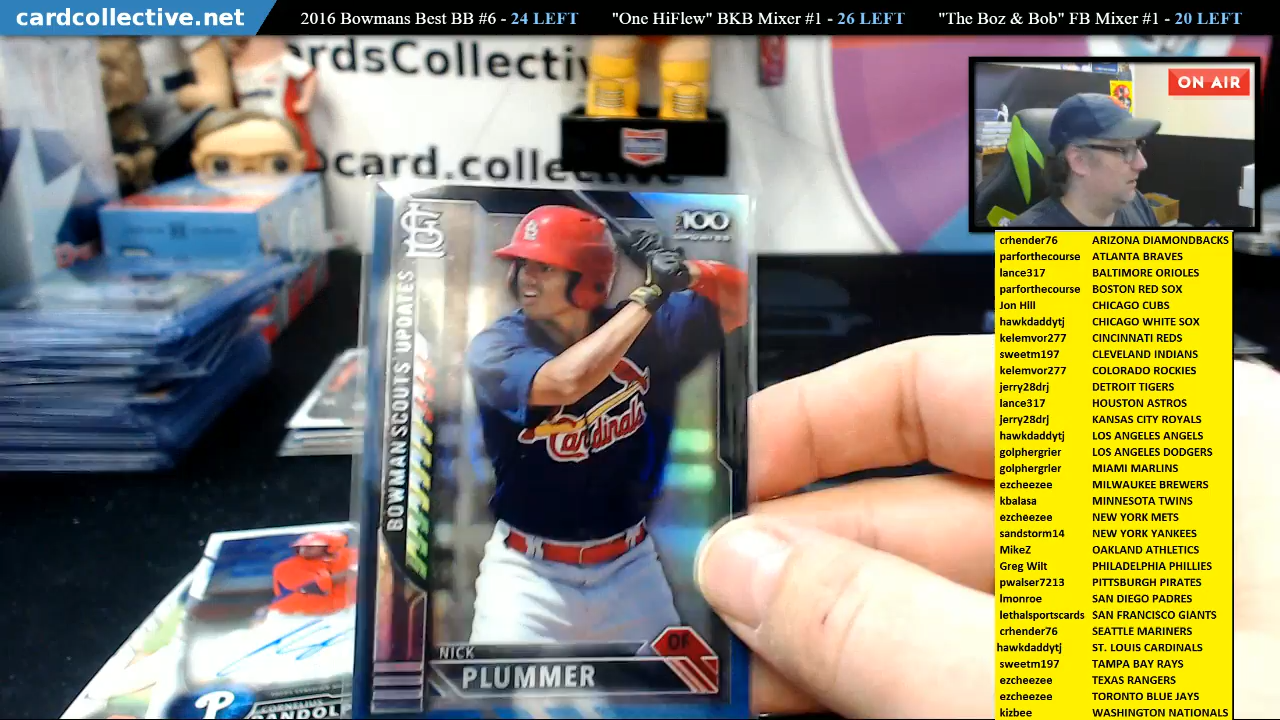 cardcollective.net
2016 Bowmans Best BB #6 - 24 LEFT
"One HiFlew" BKB Mixer #1 - 26 LEFT
"The Boz & Bob" FB Mixer #1 - 20 LEFT
rdsCollectiv
card.collective
ON AIR
100
UPDATES
BOWMAN SCOUTS' UPDATES
Cardinals
OF
NICK
PLUMMER
P
CORNELIUS
RANDOL
crhender76 ARIZONA DIAMONDBACKS
parforthecourse ATLANTA BRAVES
lance317 BALTIMORE ORIOLES
parforthecourse BOSTON RED SOX
Jon Hill CHICAGO CUBS
hawkdaddytj CHICAGO WHITE SOX
kelemvor277 CINCINNATI REDS
sweetm197 CLEVELAND INDIANS
kelemvor277 COLORADO ROCKIES
jerry28drj DETROIT TIGERS
lance317 HOUSTON ASTROS
jerry28drj KANSAS CITY ROYALS
hawkdaddytj LOS ANGELES ANGELS
golphergrier LOS ANGELES DODGERS
golphergrier MIAMI MARLINS
ezcheezee MILWAUKEE BREWERS
kbalasa MINNESOTA TWINS
ezcheezee NEW YORK METS
sandstorm14 NEW YORK YANKEES
MikeZ OAKLAND ATHLETICS
Greg Wilt PHILADELPHIA PHILLIES
pwalser7213 PITTSBURGH PIRATES
lmonroe SAN DIEGO PADRES
lethalsportscards SAN FRANCISCO GIANTS
crhender76 SEATTLE MARINERS
hawkdaddytj ST. LOUIS CARDINALS
sweetm197 TAMPA BAY RAYS
ezcheezee TEXAS RANGERS
ezcheezee TORONTO BLUE JAYS
kizbee WASHINGTON NATIONALS